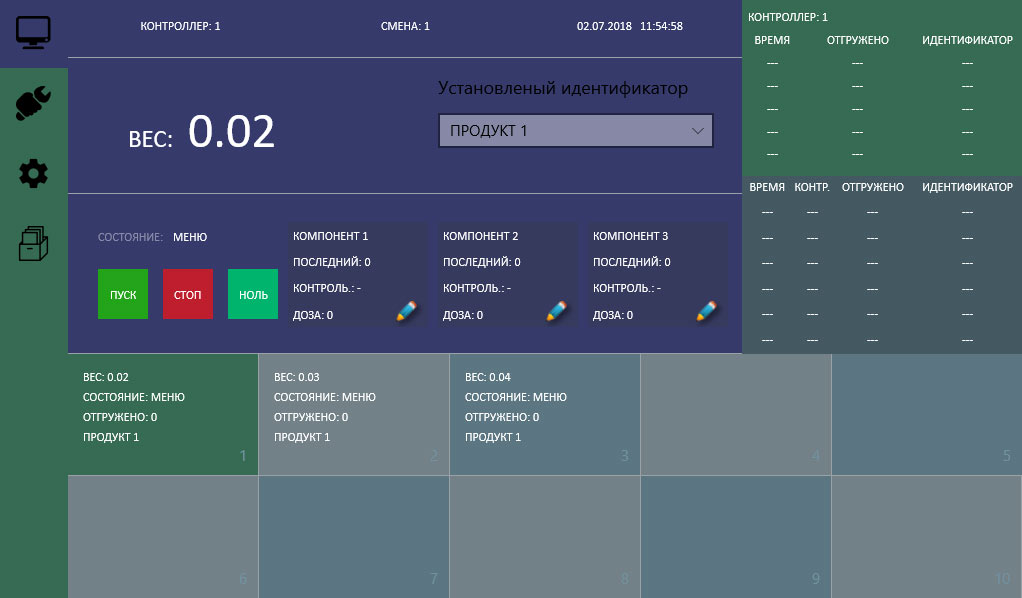 КОНТРОЛЛЕР: 1 СМЕНА: 1 02.07.2018 11:54:58
Установленый идентификатор
ВЕС: 0.02
ПРОДУКТ 1
СОСТОЯНИЕ: МЕНЮ
ПУСК СТОП НОЛЬ
КОМПОНЕНТ 1
ПОСЛЕДНИЙ: 0
КОНТРОЛЬ.: -
ДОЗА: 0
КОМПОНЕНТ 2
ПОСЛЕДНИЙ: 0
КОНТРОЛЬ.: -
ДОЗА: 0
КОМПОНЕНТ 3
ПОСЛЕДНИЙ: 0
КОНТРОЛЬ.: -
ДОЗА: 0
КОНТРОЛЛЕР: 1
ВРЕМЯ ОТГРУЖЕНО ИДЕНТИФИКАТОР
--- --- ---
--- --- ---
--- --- ---
--- --- ---
--- --- ---
ВРЕМЯ КОНТР. ОТГРУЖЕНО ИДЕНТИФИКАТОР
--- --- --- ---
--- --- --- ---
--- --- --- ---
--- --- --- ---
--- --- --- ---
--- --- --- ---
ВЕС: 0.02
СОСТОЯНИЕ: МЕНЮ
ОТГРУЖЕНО: 0
ПРОДУКТ 1
1
ВЕС: 0.03
СОСТОЯНИЕ: МЕНЮ
ОТГРУЖЕНО: 0
ПРОДУКТ 1
2
ВЕС: 0.04
СОСТОЯНИЕ: МЕНЮ
ОТГРУЖЕНО: 0
ПРОДУКТ 1
3
4
5
6
7
8
9
10